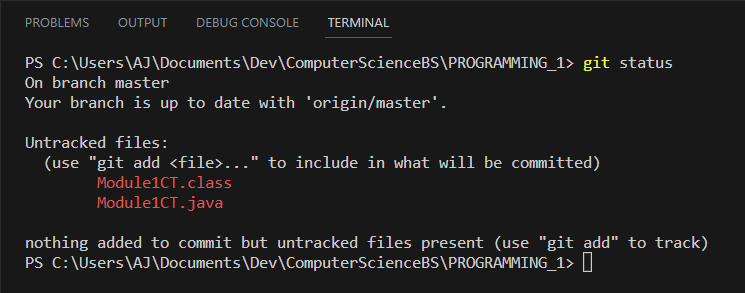 PROBLEMS OUTPUT DEBUG CONSOLE TERMINAL
PS C:\Users\AJ\Documents\Dev\ComputerScienceBS\PROGRAMMING_1> git status
On branch master
Your branch is up to date with 'origin/master'.
Untracked files:
(use "git add <file>..." to include in what will be committed)
Module1CT.class
Module1CT.java
nothing added to commit but untracked files present (use "git add" to track)
PS C:\Users\AJ\Documents\Dev\ComputerScienceBS\PROGRAMMING_1>